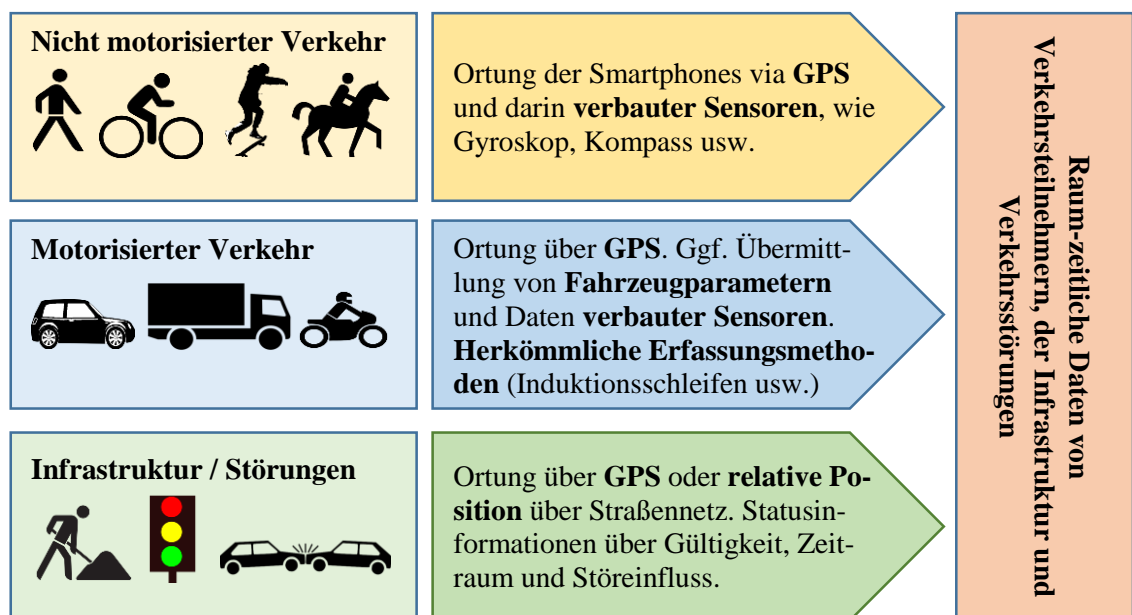 Nicht motorisierter Verkehr
Ortung der Smartphones via GPS
und darin verbauter Sensoren, wie
Gyroskop, Kompass usw.
Motorisierter Verkehr
Ortung über GPS. Ggf. Übermitt-
lung von Fahrzeugparametern
und Daten verbauter Sensoren.
Herkömmliche Erfassungsmetho-
den (Induktionsschleifen usw.)
Infrastruktur / Störungen
Ortung über GPS oder relative Po-
sition über Straßennetz. Statusin-
formationen über Gültigkeit, Zeit-
raum und Störeinfluss.
Raum-zeitliche Daten von
Verkehrsteilnehmern, der Infrastruktur und
Verkehrsstörungen